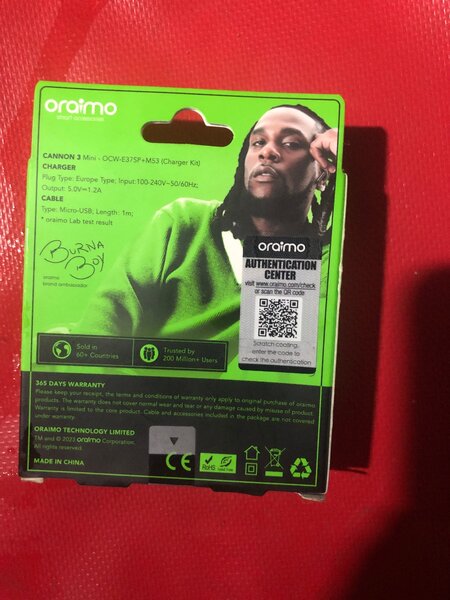 oraimo
smart accessories
CANNON 3 Mini - OCW-E37SP+M53 (Charger Kit)
CHARGER
Plug Type: Europe Type; Input:100-240V~50/60Hz;
Output: 5.0V⎓1.2A
CABLE
Type: Micro-USB, Length: 1m;
* oraimo Lab test result
BURNA
BOY
oraimo
brand ambassador
oraimo
AUTHENTICATION
CENTER
visit www.oraimo.com/check
or scan the QR code
Scratch coating,
enter the code to
check the authentication
Sold in
60+ Countries
Trusted by
200 Million+ Users
365 DAYS WARRANTY
Please keep your receipt, the terms and conditions of warranty only apply to original purchase of oraimo
products. The warranty does not cover normal wear and tear or any damage caused by misuse of product.
Warranty is limited to the core product. Cable and accessories included in the package are not covered
under warranty.
ORAIMO TECHNOLOGY LIMITED
TM and © 2023 oraimo Corporation.
All rights reserved.
MADE IN CHINA
CE
RoHS